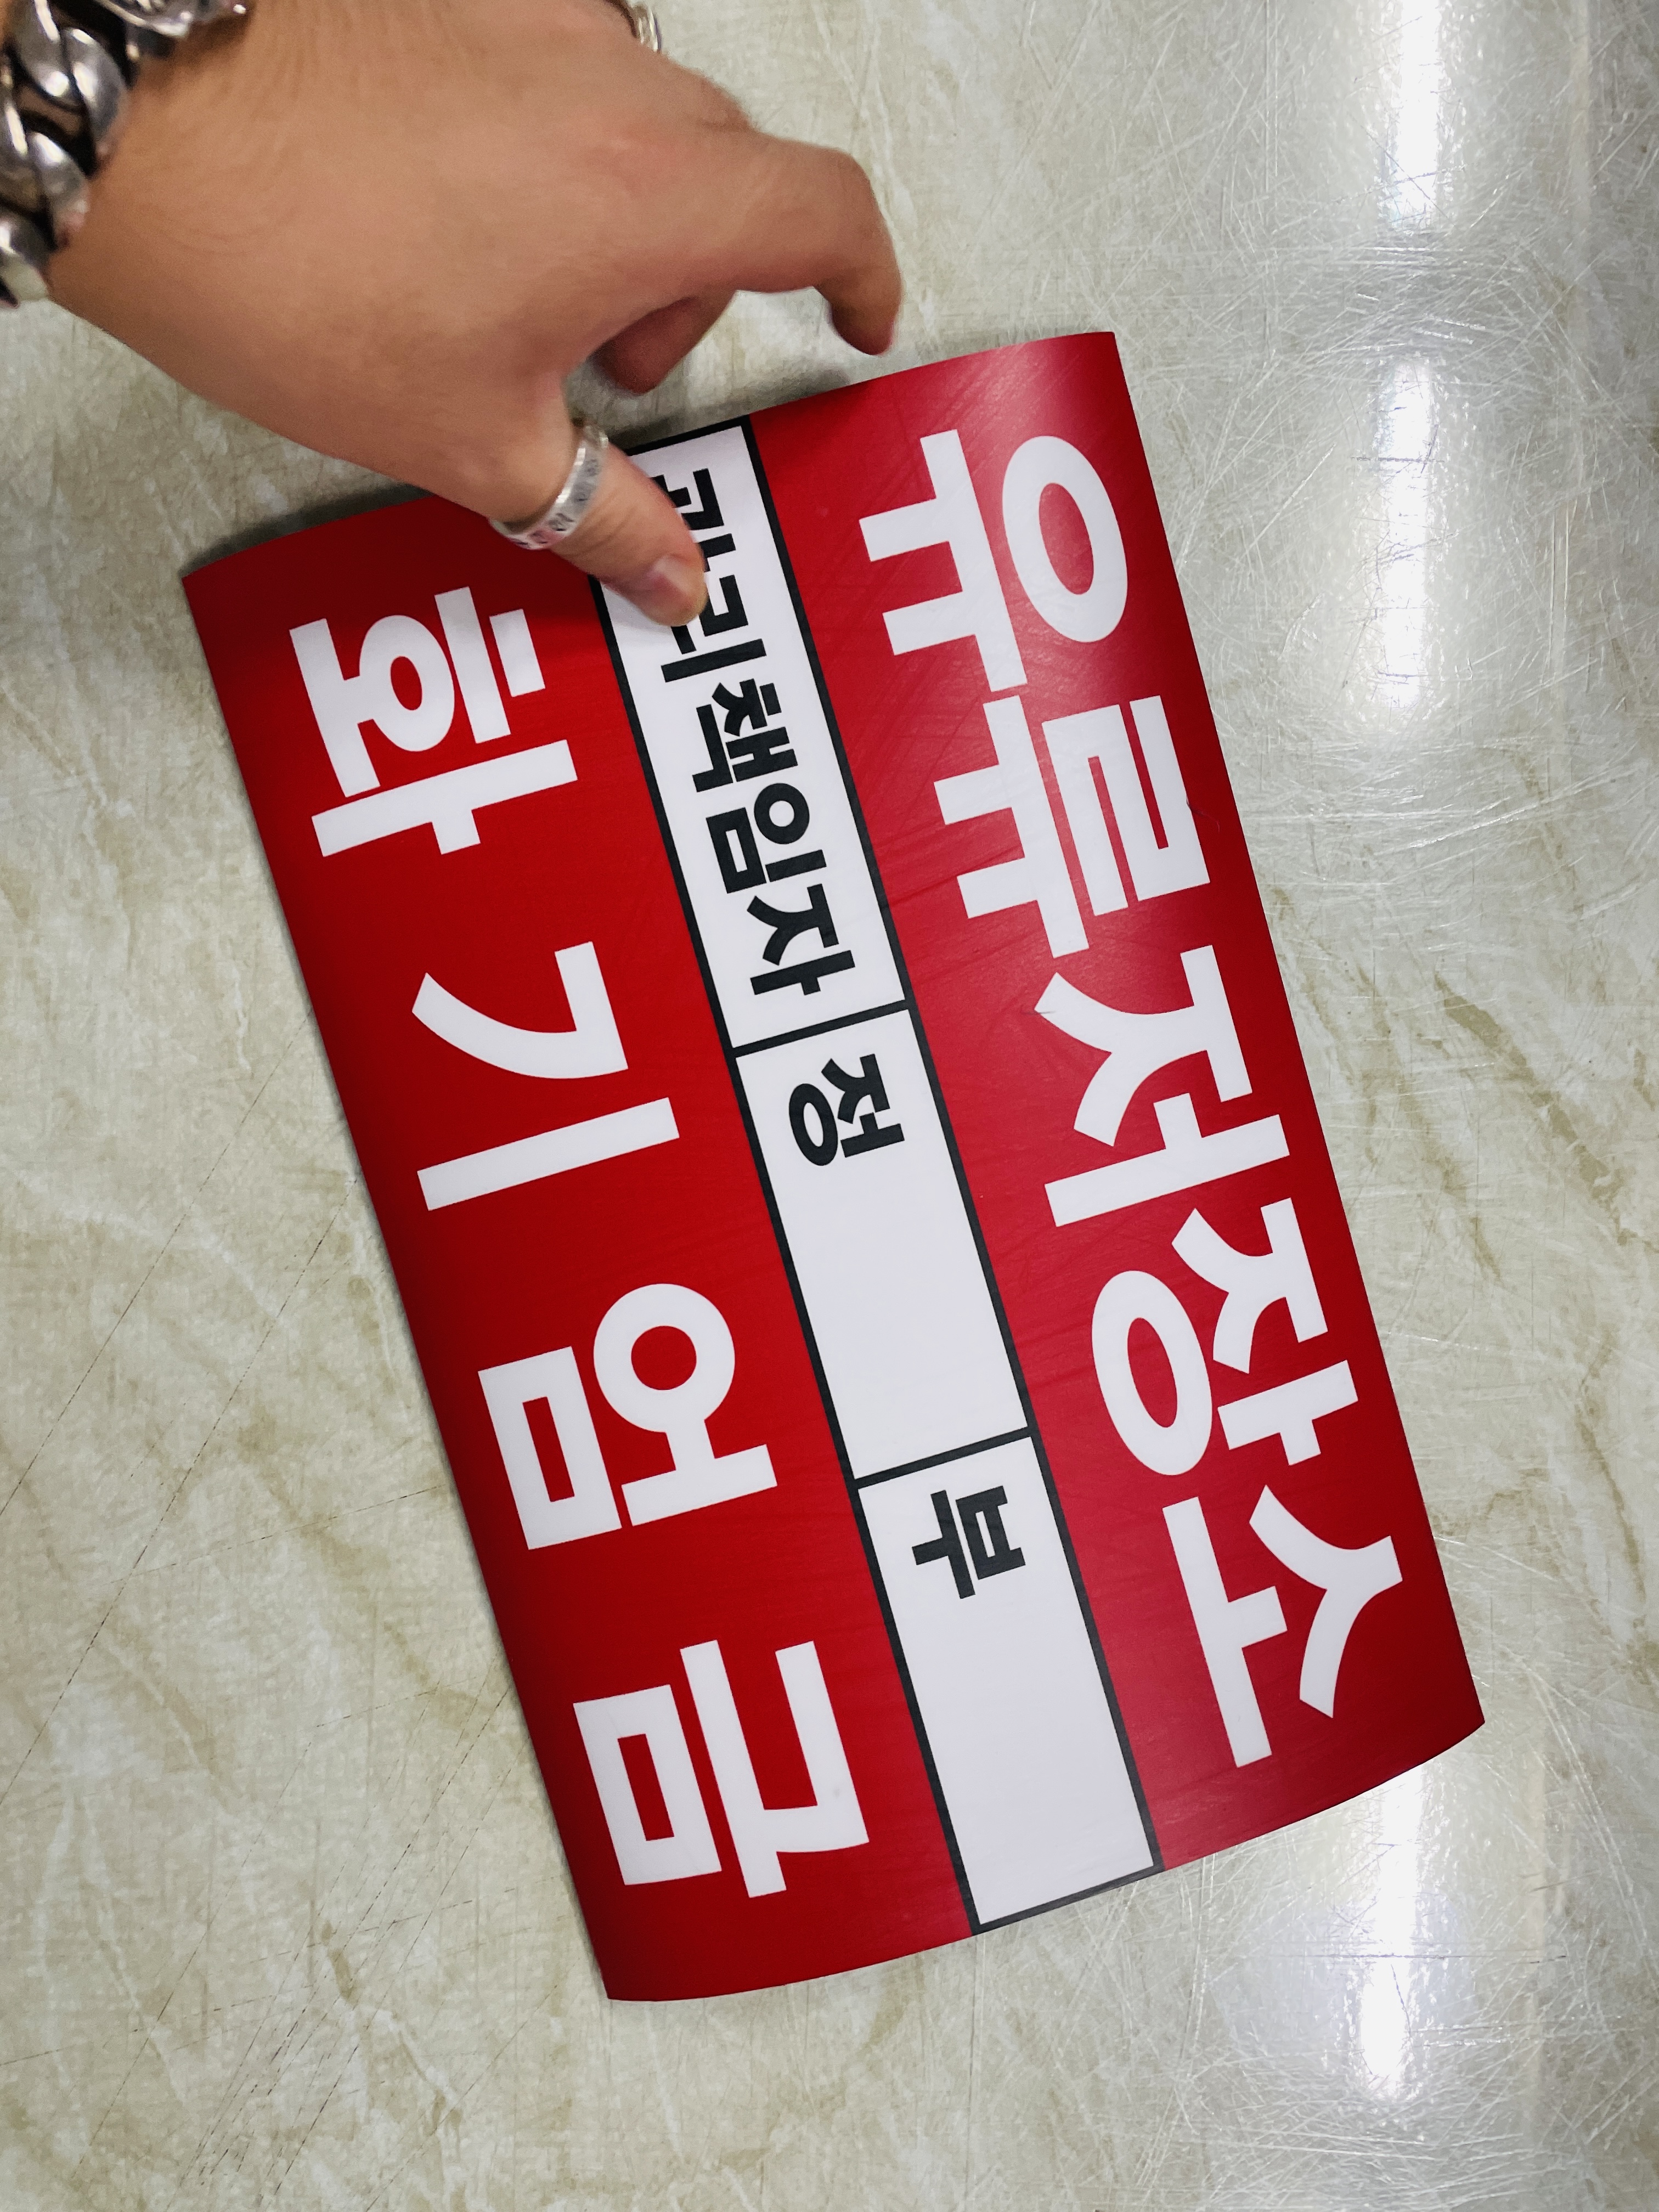 유류저장소
관리책임자 정 부
화기엄금